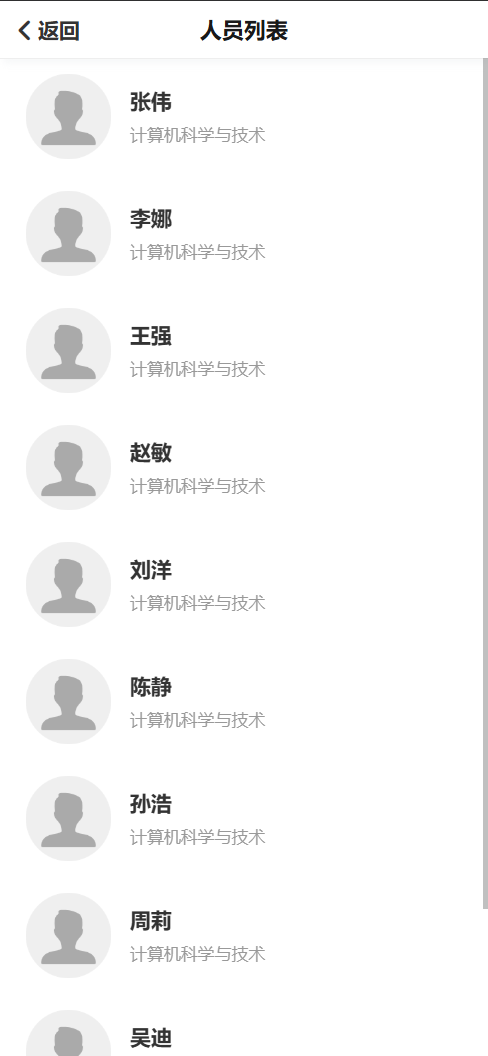 返回
人员列表
张伟
计算机科学与技术
李娜
计算机科学与技术
王强
计算机科学与技术
赵敏
计算机科学与技术
刘洋
计算机科学与技术
陈静
计算机科学与技术
孙浩
计算机科学与技术
周莉
计算机科学与技术
吴迪